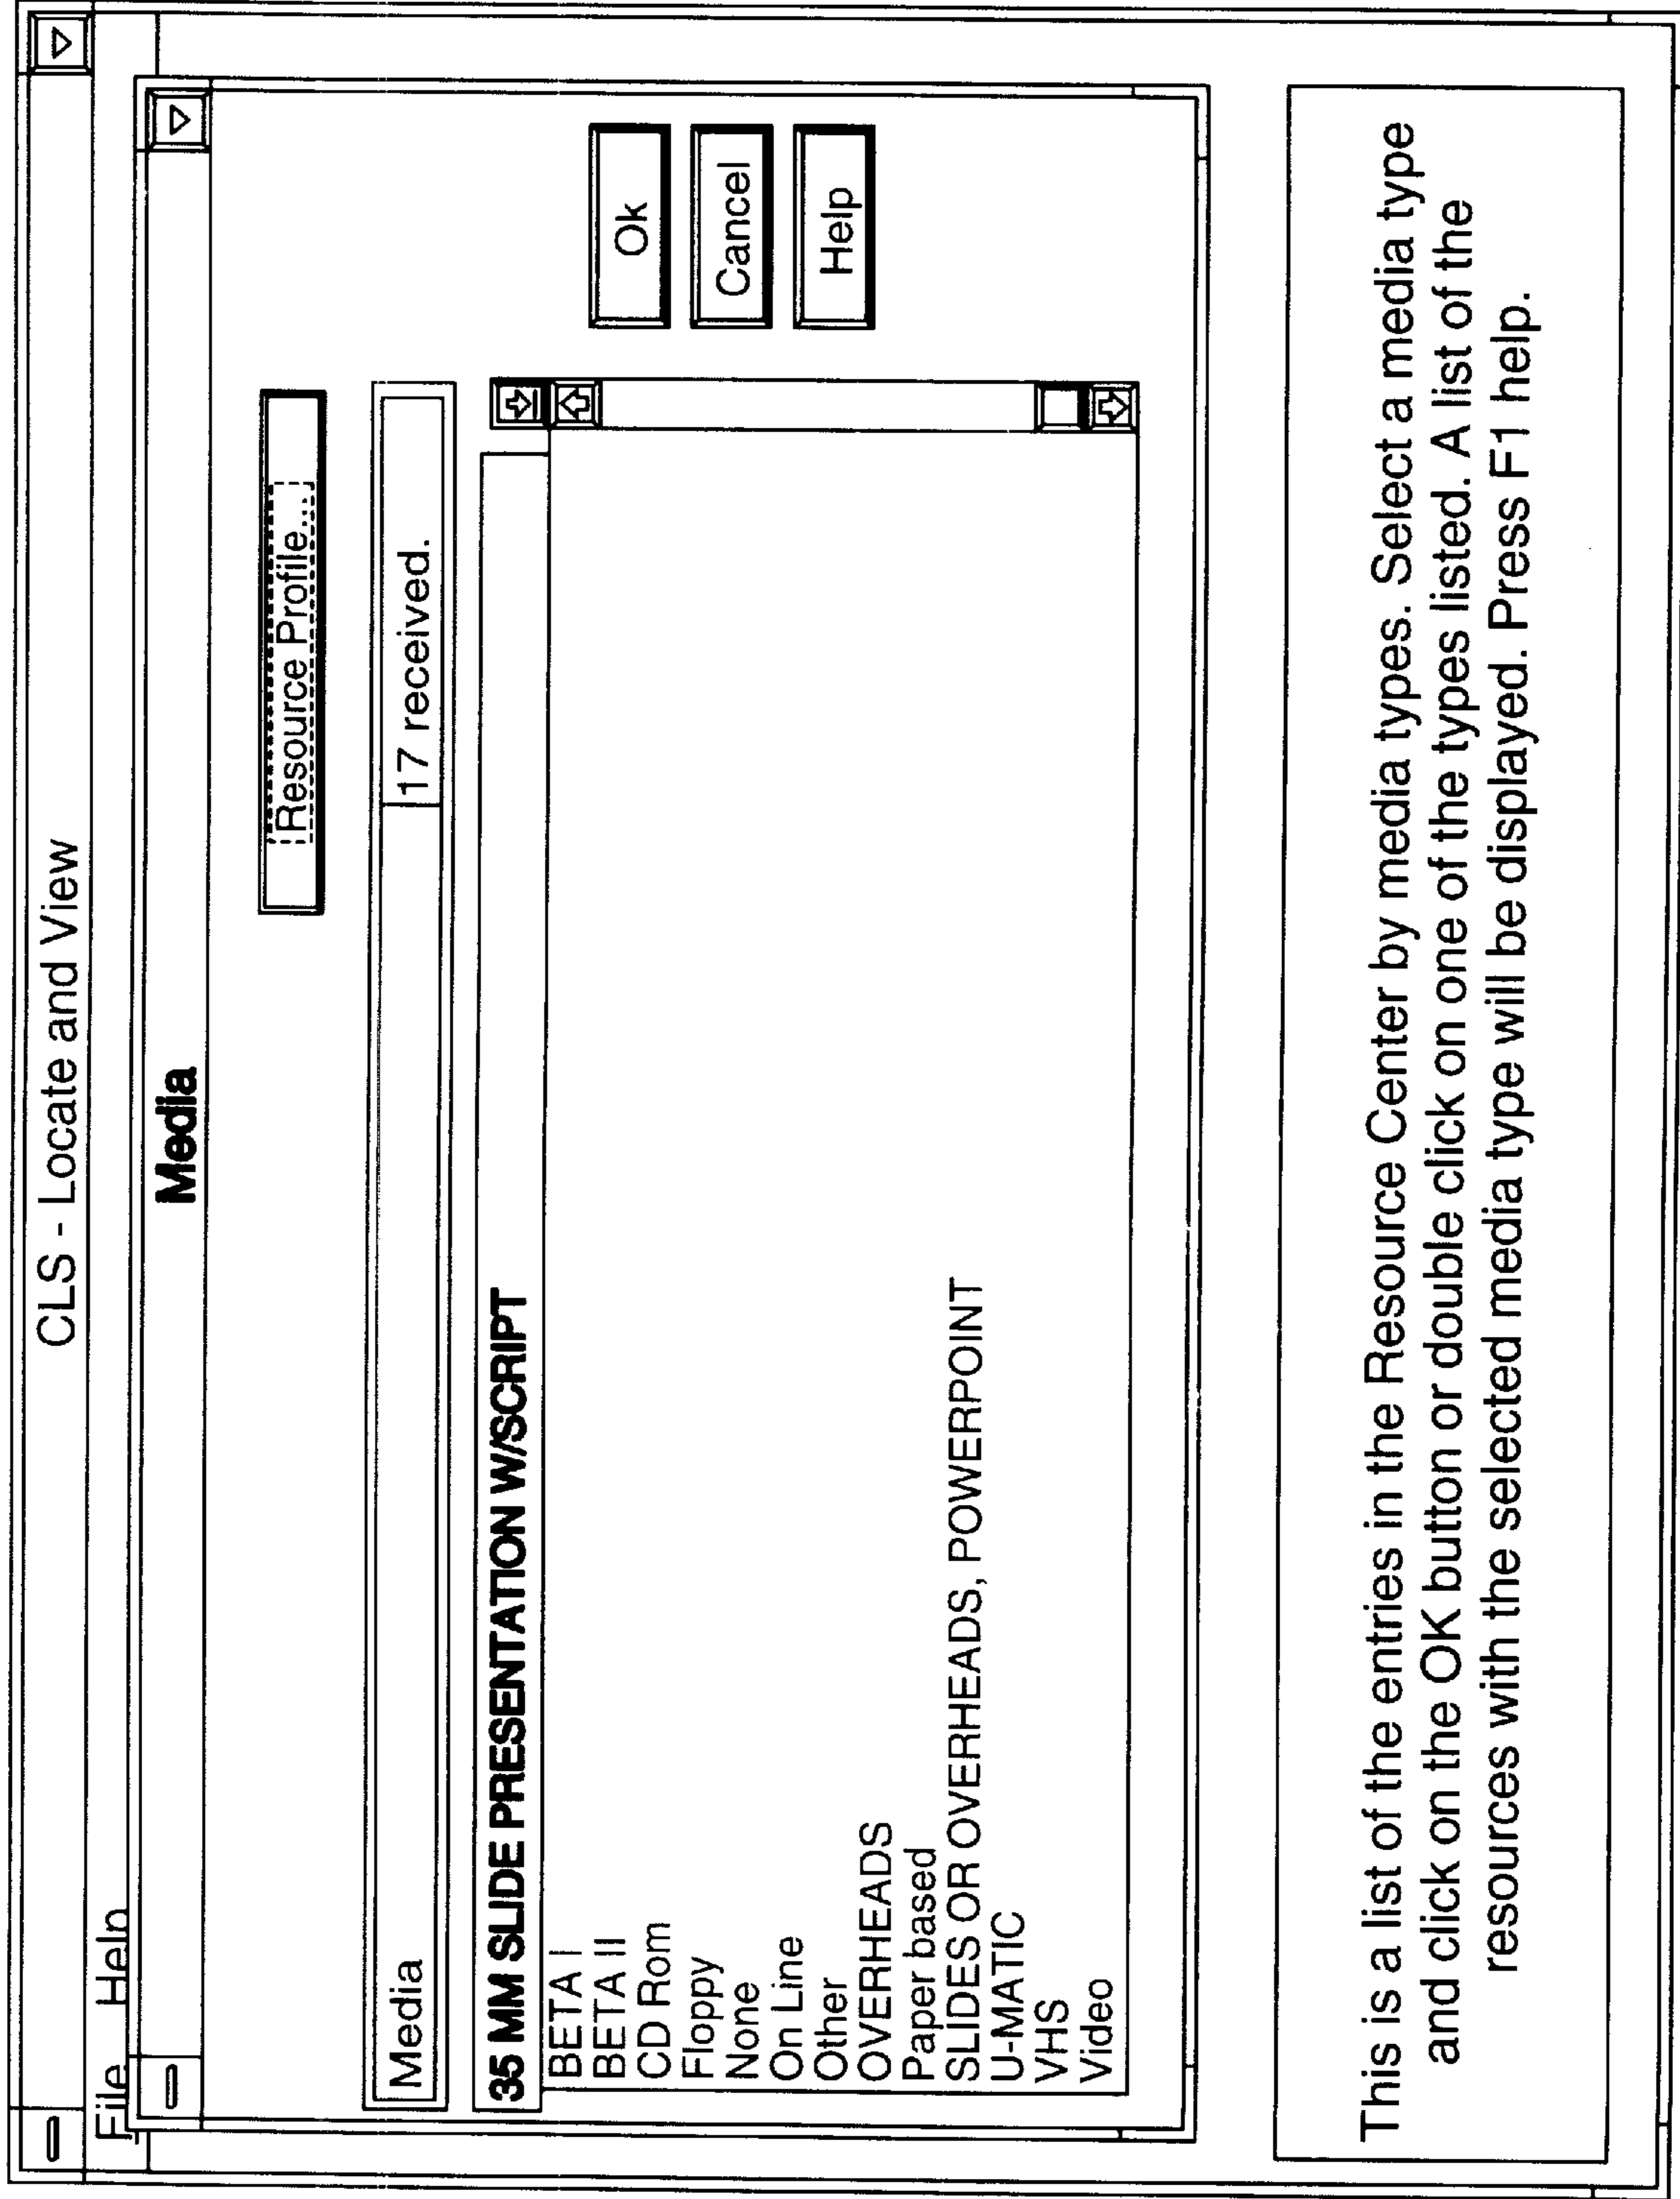 CLS - Locate and View
File Help
Media
Resource Profile...
Media 17 received.
35 MM SLIDE PRESENTATION W/SCRIPT
BETA I
BETA II
CD Rom
Floppy
None
On Line
Other
OVERHEADS
Paper based
SLIDES OR OVERHEADS, POWERPOINT
U-MATIC
VHS
Video
Ok
Cancel
Help
This is a list of the entries in the Resource Center by media types. Select a media type
and click on the OK button or double click on one of the types listed. A list of the
resources with the selected media type will be displayed. Press F1 help.